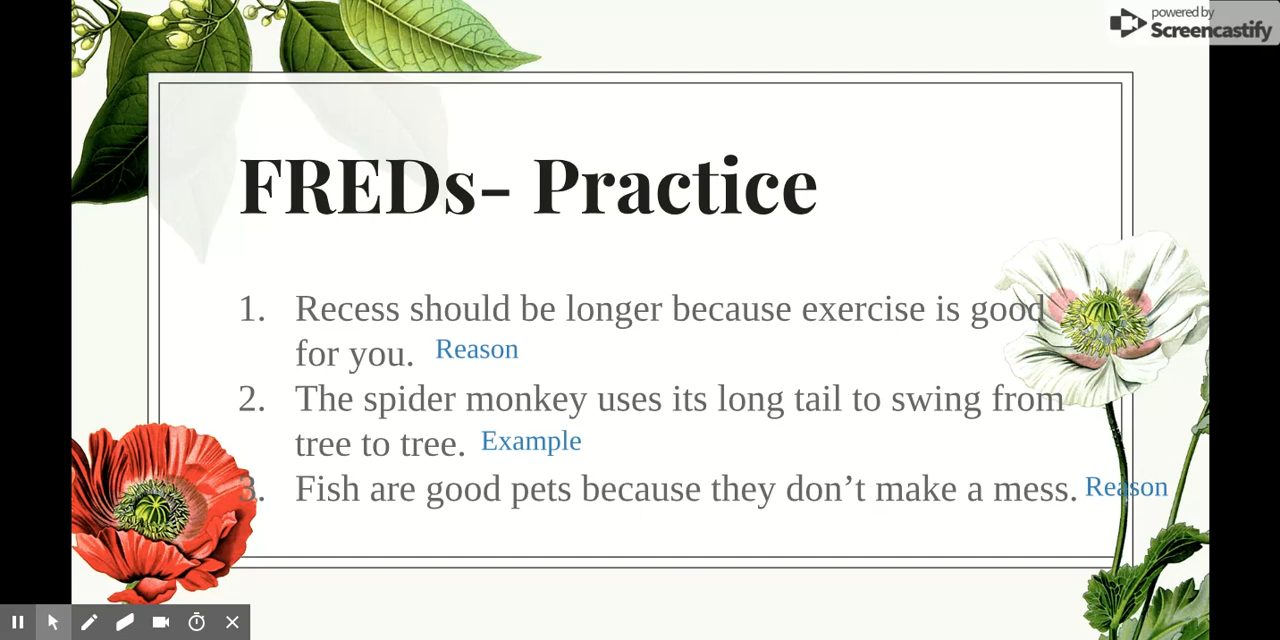 powered by
Screencastify
FREDs- Practice
1. Recess should be longer because exercise is good
for you. Reason
2. The spider monkey uses its long tail to swing from
tree to tree. Example
3. Fish are good pets because they don’t make a mess. Reason